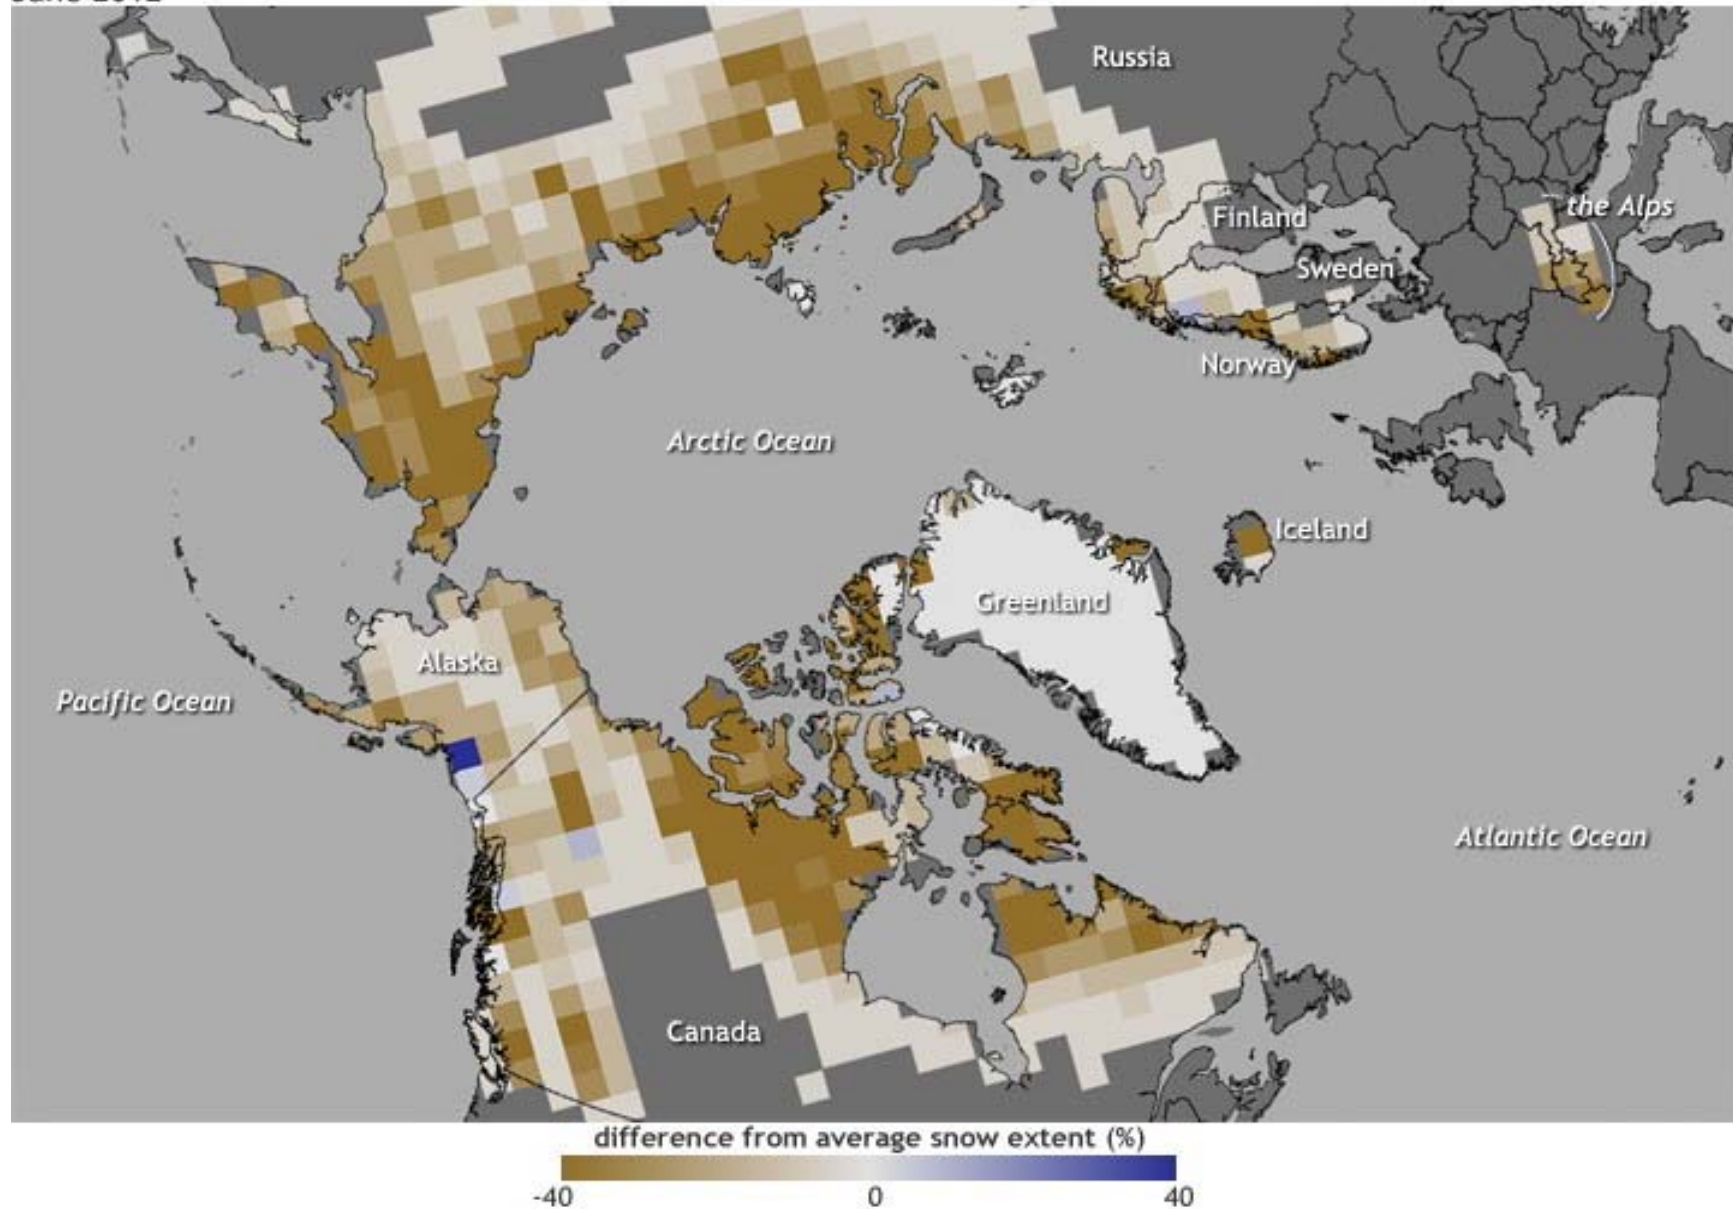 Russia
the Alps
Finland
Sweden
Norway
Arctic Ocean
Iceland
Greenland
Alaska
Pacific Ocean
Atlantic Ocean
Canada
difference from average snow extent (%)
-40 0 40